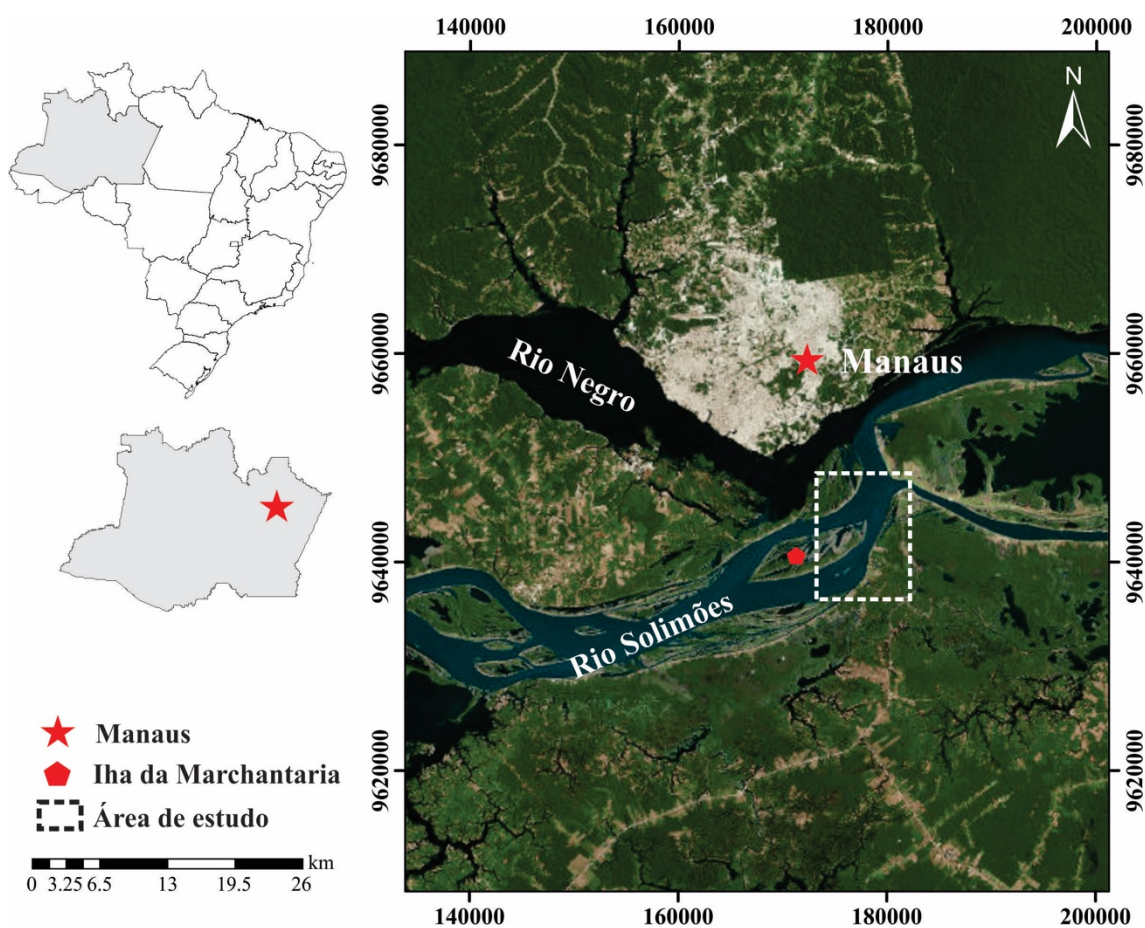 140000 160000 180000 200000
N
9680000 9680000
Rio Negro
Manaus
9660000 9660000
9640000 9640000
Rio Solimões
9620000 9620000
Manaus
Iha da Marchantaria
Área de estudo
km
0 3.25 6.5 13 19.5 26
140000 160000 180000 200000